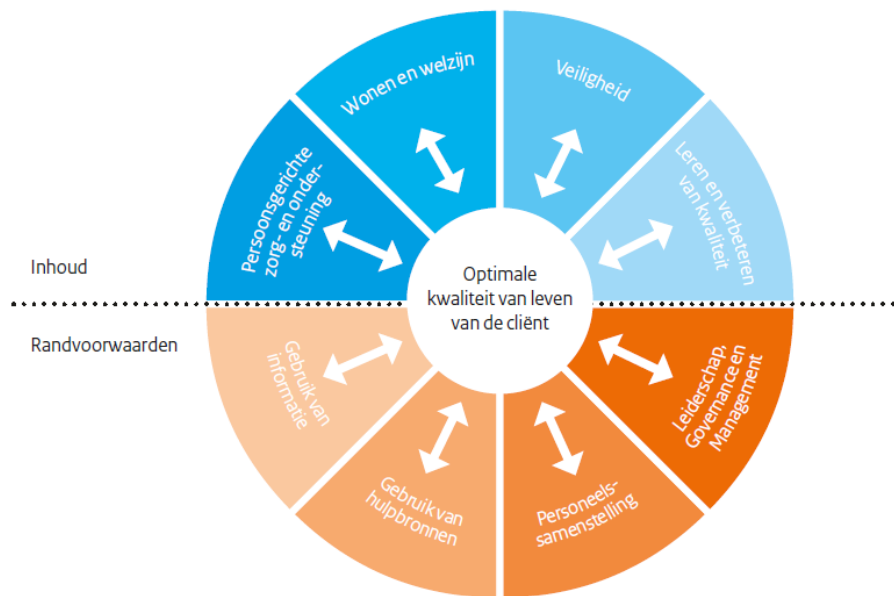 Wonen en welzijn
Veiligheid
Persoonsgerichte
zorg- en onder-
steuning
Leren en verbeteren
van kwaliteit
Inhoud
Optimale
kwaliteit van leven
van de cliënt
Randvoorwaarden
Gebruik van
informatie
Leiderschap,
Governance en
Management
Gebruik van
hulpbronnen
Personeels-
samenstelling